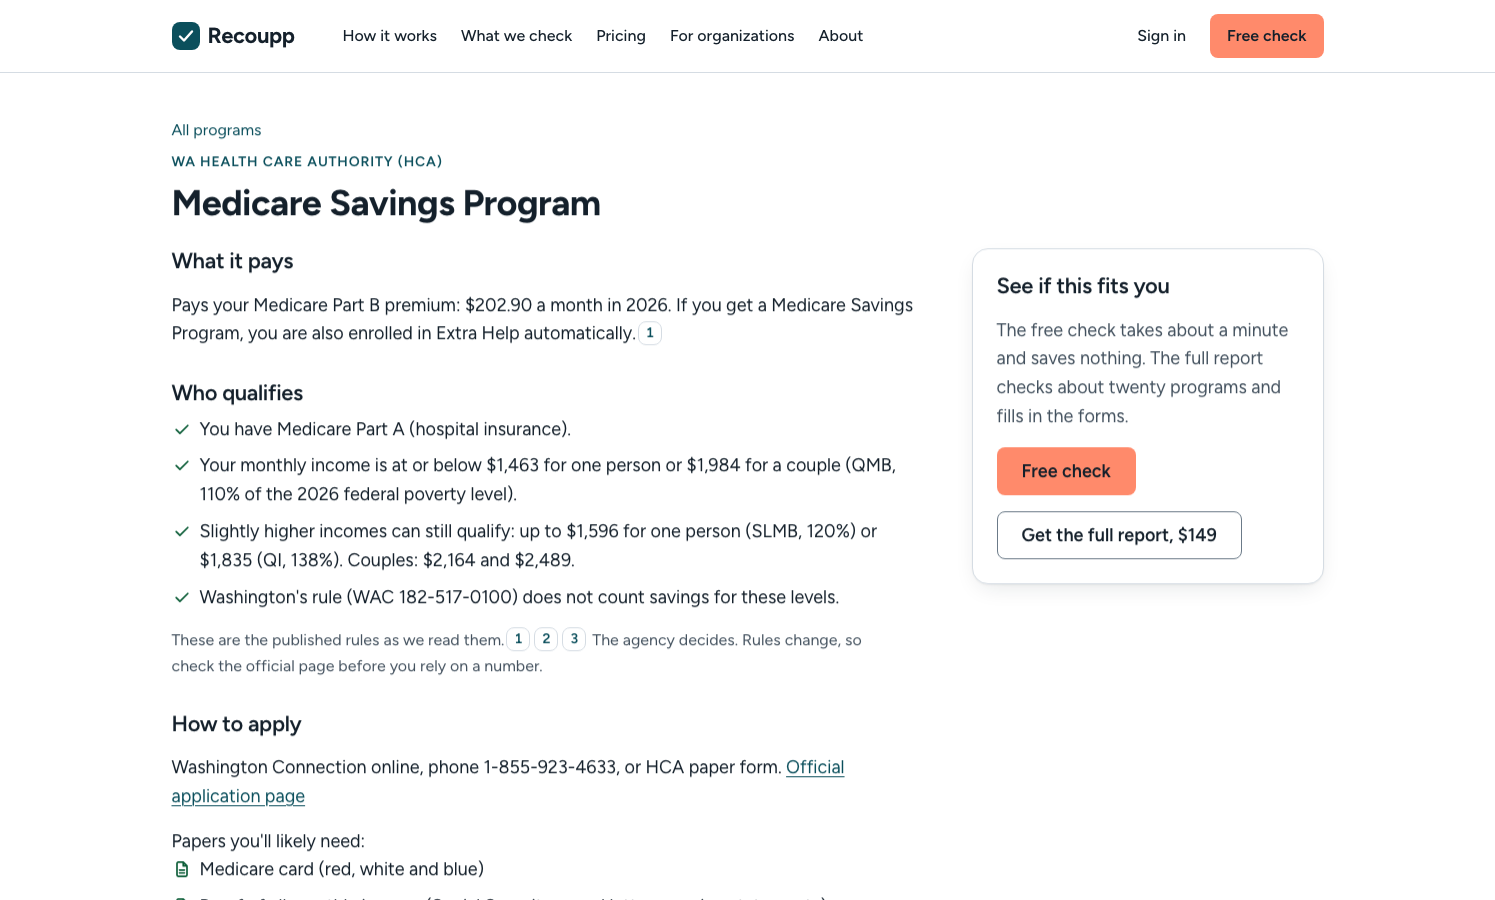 Recoupp
How it works
What we check
Pricing
For organizations
About
Sign in
Free check
All programs
WA HEALTH CARE AUTHORITY (HCA)
Medicare Savings Program
What it pays
Pays your Medicare Part B premium: $202.90 a month in 2026. If you get a Medicare Savings
Program, you are also enrolled in Extra Help automatically. 1
Who qualifies
You have Medicare Part A (hospital insurance).
Your monthly income is at or below $1,463 for one person or $1,984 for a couple (QMB,
110% of the 2026 federal poverty level).
Slightly higher incomes can still qualify: up to $1,596 for one person (SLMB, 120%) or
$1,835 (QI, 138%). Couples: $2,164 and $2,489.
Washington's rule (WAC 182-517-0100) does not count savings for these levels.
These are the published rules as we read them. 1 2 3 The agency decides. Rules change, so
check the official page before you rely on a number.
How to apply
Washington Connection online, phone 1-855-923-4633, or HCA paper form. Official
application page
Papers you'll likely need:
Medicare card (red, white and blue)
See if this fits you
The free check takes about a minute
and saves nothing. The full report
checks about twenty programs and
fills in the forms.
Free check
Get the full report, $149